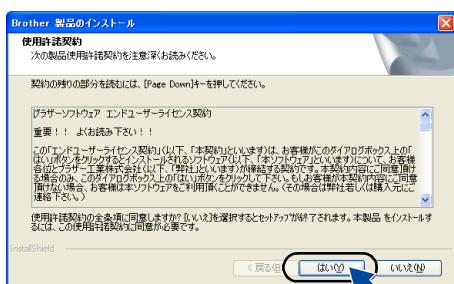 Brother 製品のインストール
使用許諾契約
次の製品使用許諾契約を注意深くお読みください。
契約の残りの部分を読むには、[Page Down]キーを押してください。
ブラザーソフトウェア エンドユーザーライセンス契約
重要！！ よくお読み下さい！！
この「エンドユーザーライセンス契約」（以下、「本契約」といいます）は、お客様がこのダイアログボックス上の「
はい」ボタンをクリックするとインストールされるソフトウェア（以下、「本ソフトウェア」といいます）について、お客様
各位とブラザー工業株式会社（以下、「弊社」といいます）が締結する契約です。本契約内容にご同意頂け
る場合のみ、このダイアログボックス上の「はい」ボタンをクリックして下さい。もしお客様が本契約内容にご同意
頂けない場合、お客様は本ソフトウェアをご利用頂くことができません。（その場合は弊社若しくは購入元にご
連絡下さい。）
使用許諾契約の全条項に同意しますか? [いいえ]を選択するとセットアップが終了されます。本製品 をインストールす
るには、この使用許諾契約に同意が必要です。
InstallShield
< 戻る(B) はい(Y) いいえ(N)